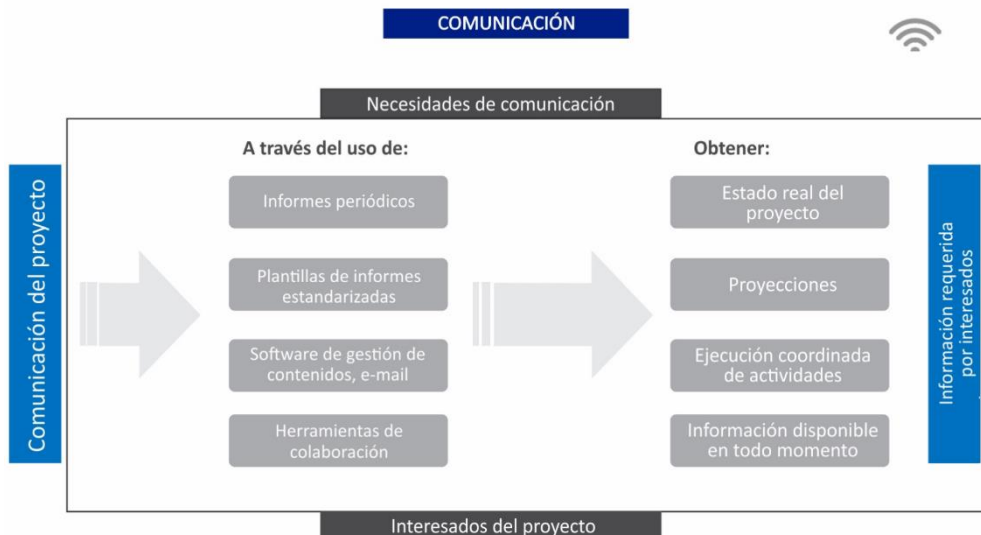 COMUNICACIÓN
Necesidades de comunicación
Comunicación del proyecto
A través del uso de:
Informes periódicos
Plantillas de informes
estandarizadas
Software de gestión de
contenidos, e-mail
Herramientas de
colaboración
Obtener:
Estado real del
proyecto
Proyecciones
Ejecución coordinada
de actividades
Información disponible
en todo momento
Información requerida
por interesados
Interesados del proyecto